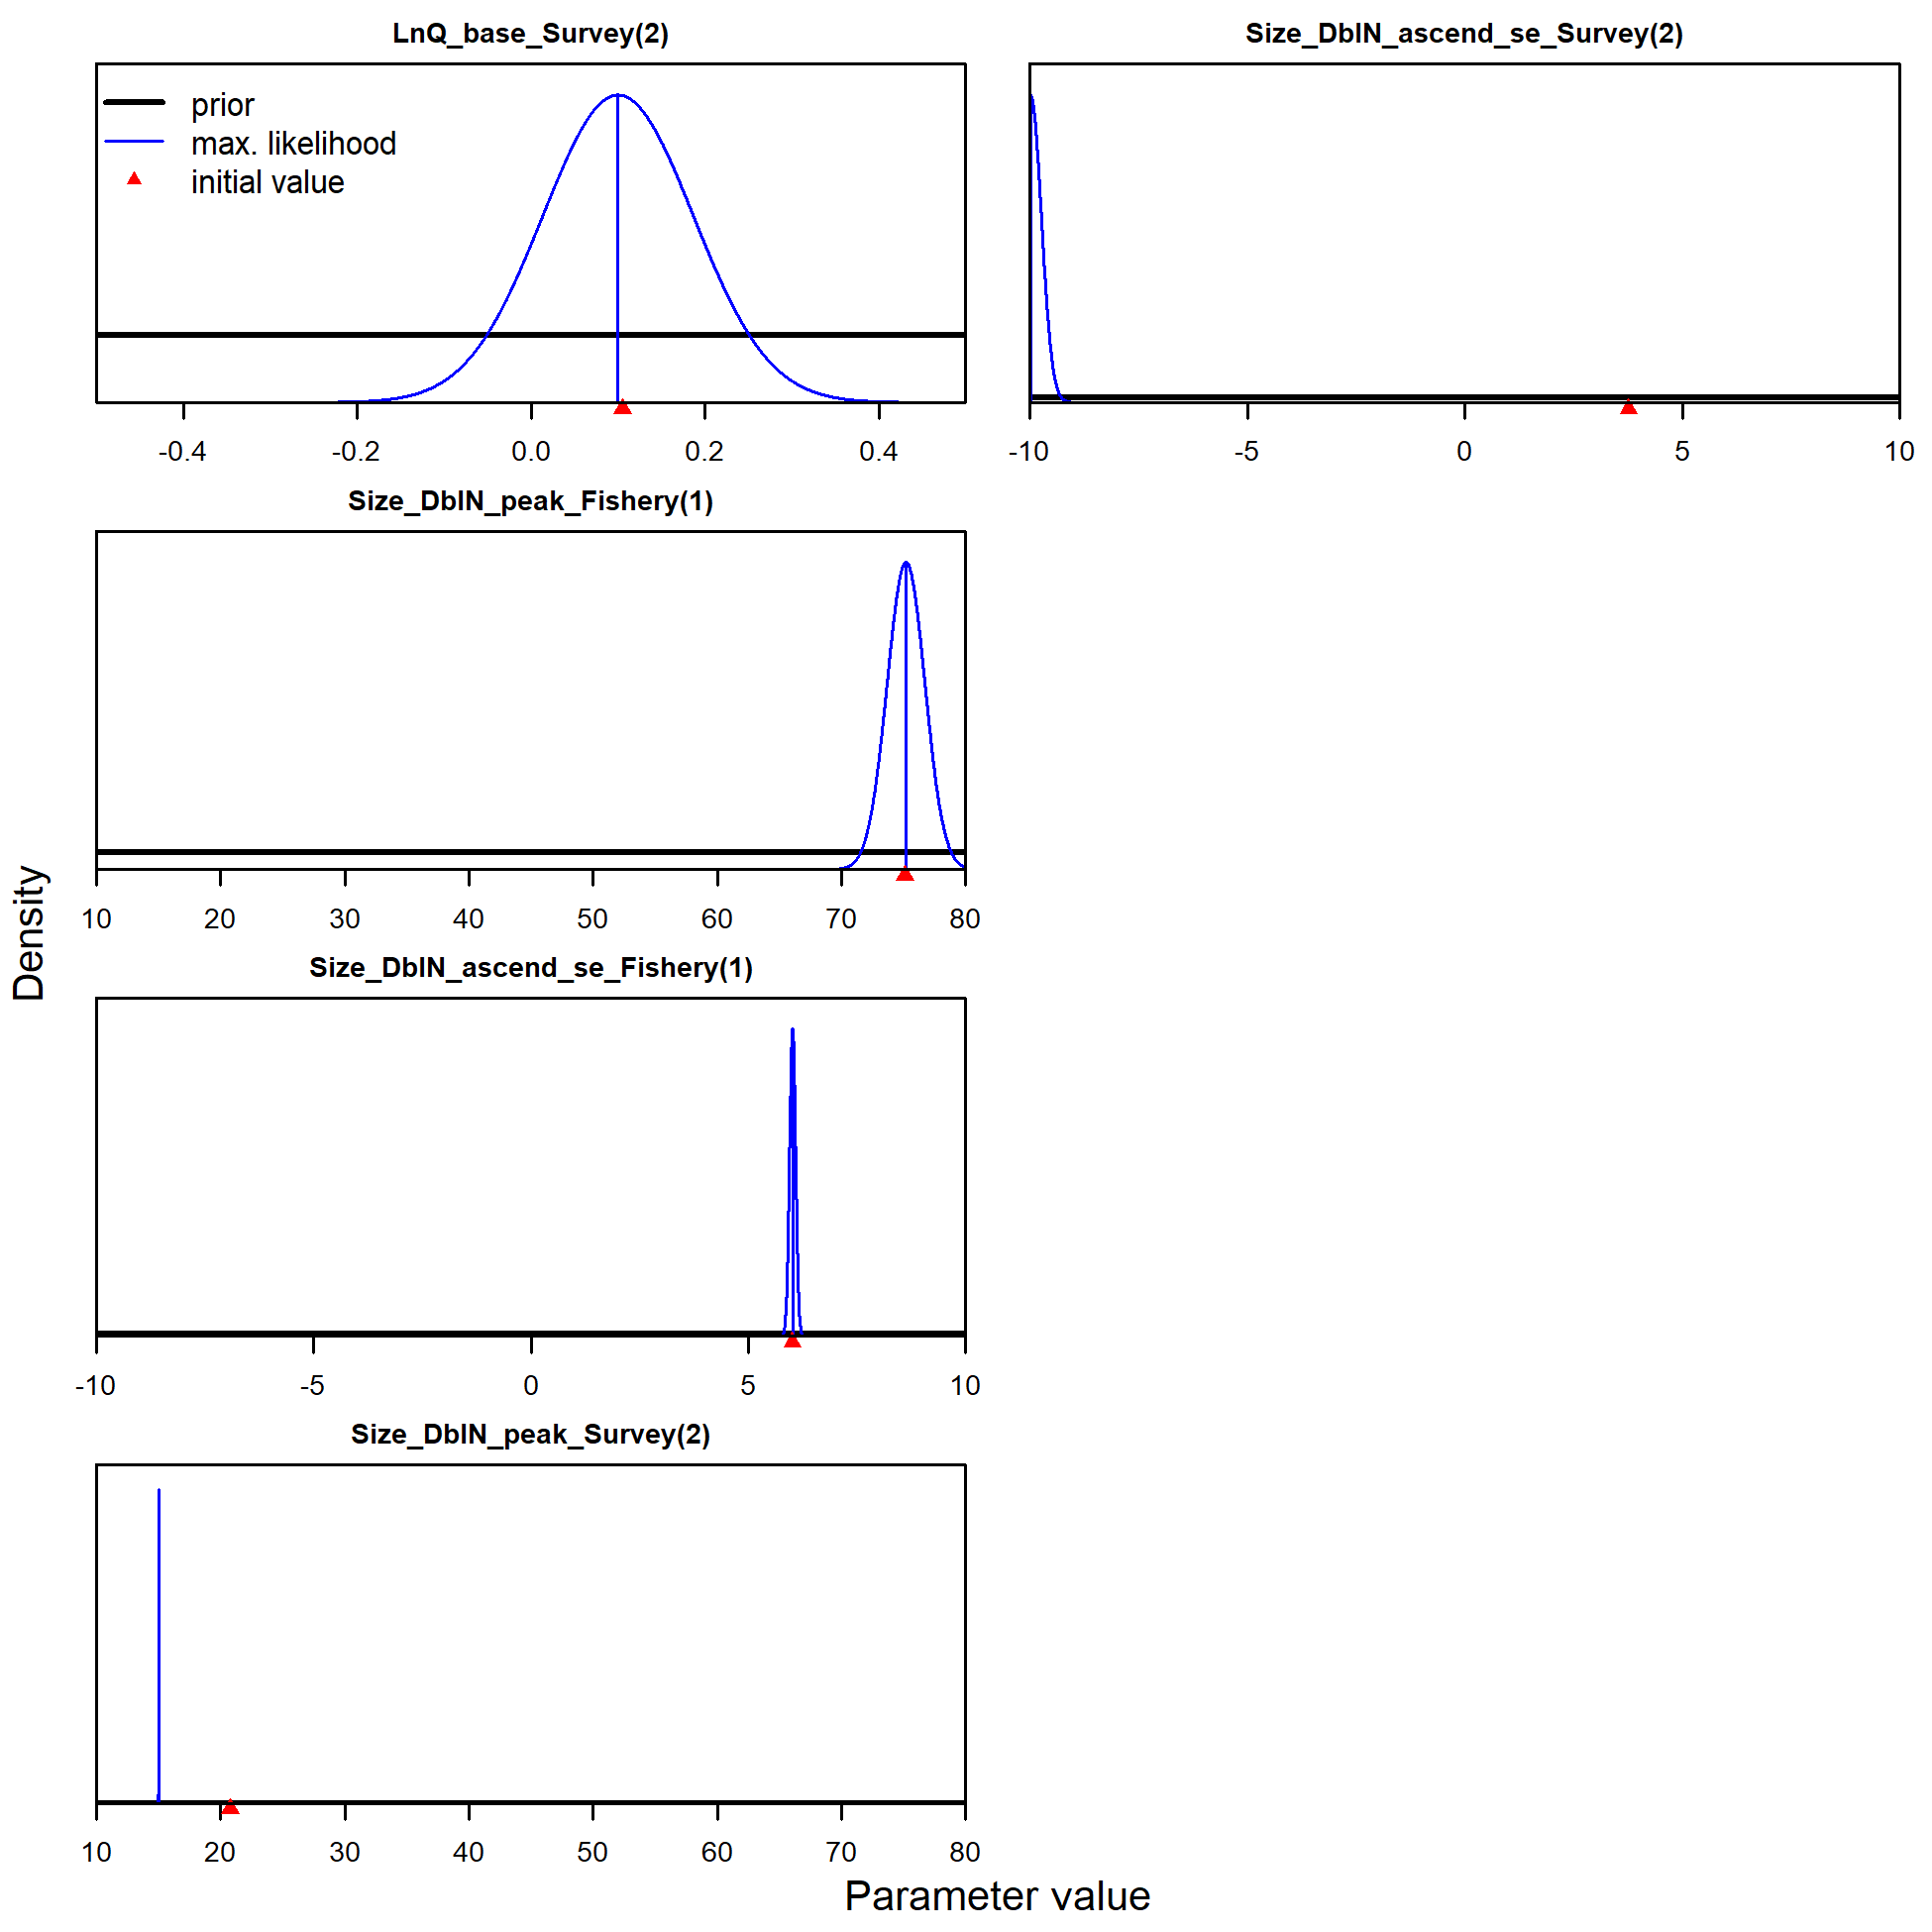 LnQ_base_Survey(2)
prior
max. likelihood
initial value
-0.4 -0.2 0.0 0.2 0.4
Size_DblN_ascend_se_Survey(2)
-10 -5 0 5 10
Size_DblN_peak_Fishery(1)
10 20 30 40 50 60 70 80
Size_DblN_ascend_se_Fishery(1)
-10 -5 0 5 10
Size_DblN_peak_Survey(2)
10 20 30 40 50 60 70 80
Density
Parameter value